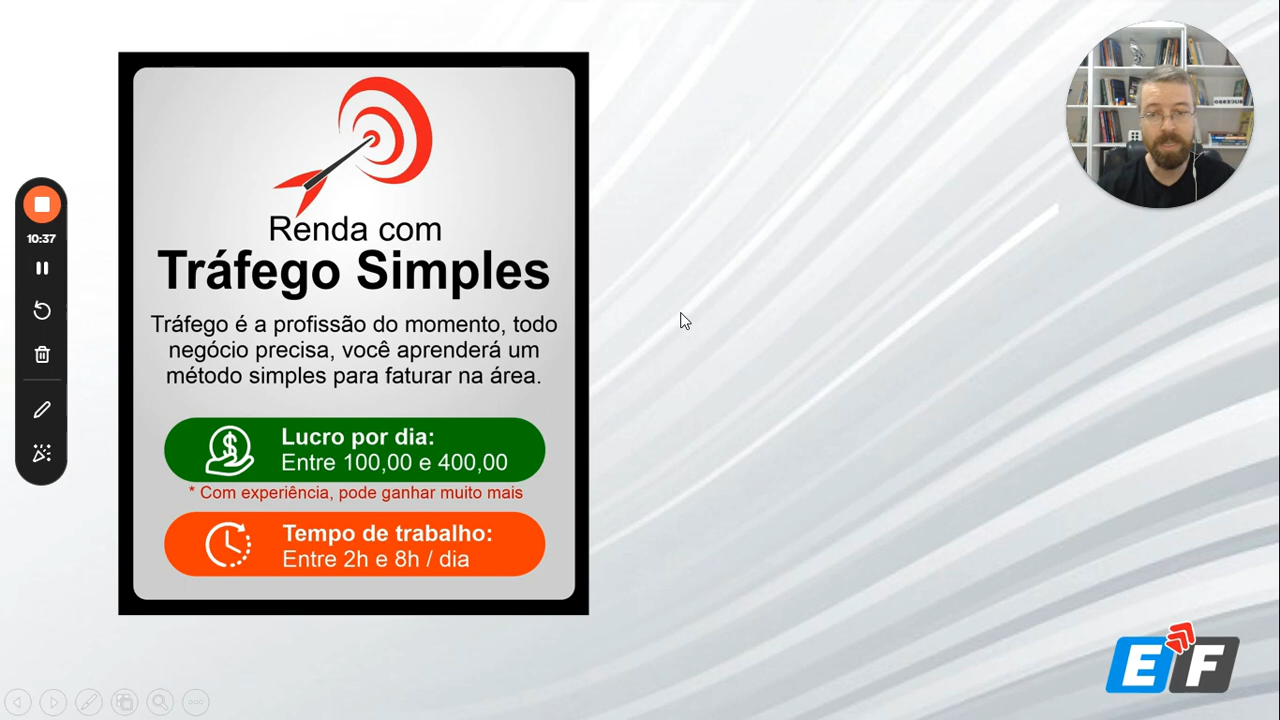 10:37
Renda com
Tráfego Simples
Tráfego é a profissão do momento, todo
negócio precisa, você aprenderá um
método simples para faturar na área.
Lucro por dia:
Entre 100,00 e 400,00
* Com experiência, pode ganhar muito mais
Tempo de trabalho:
Entre 2h e 8h / dia
EF